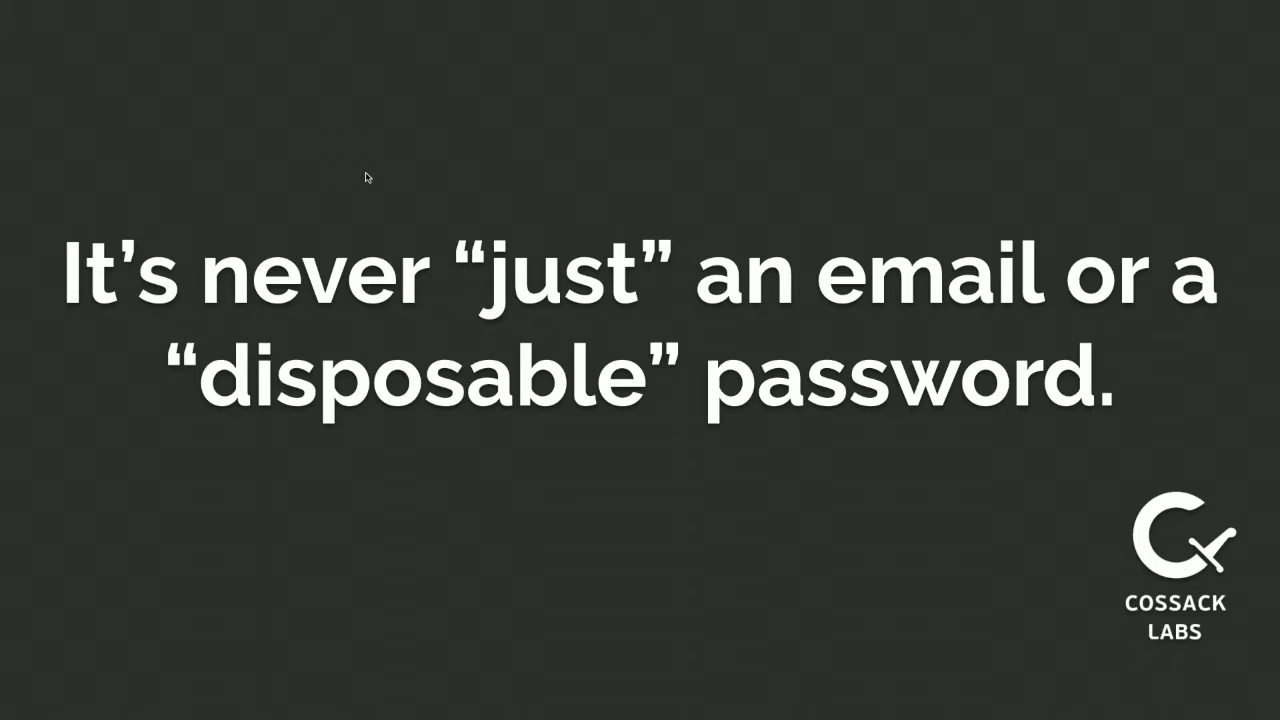 It’s never “just” an email or a
“disposable” password.
COSSACK
LABS